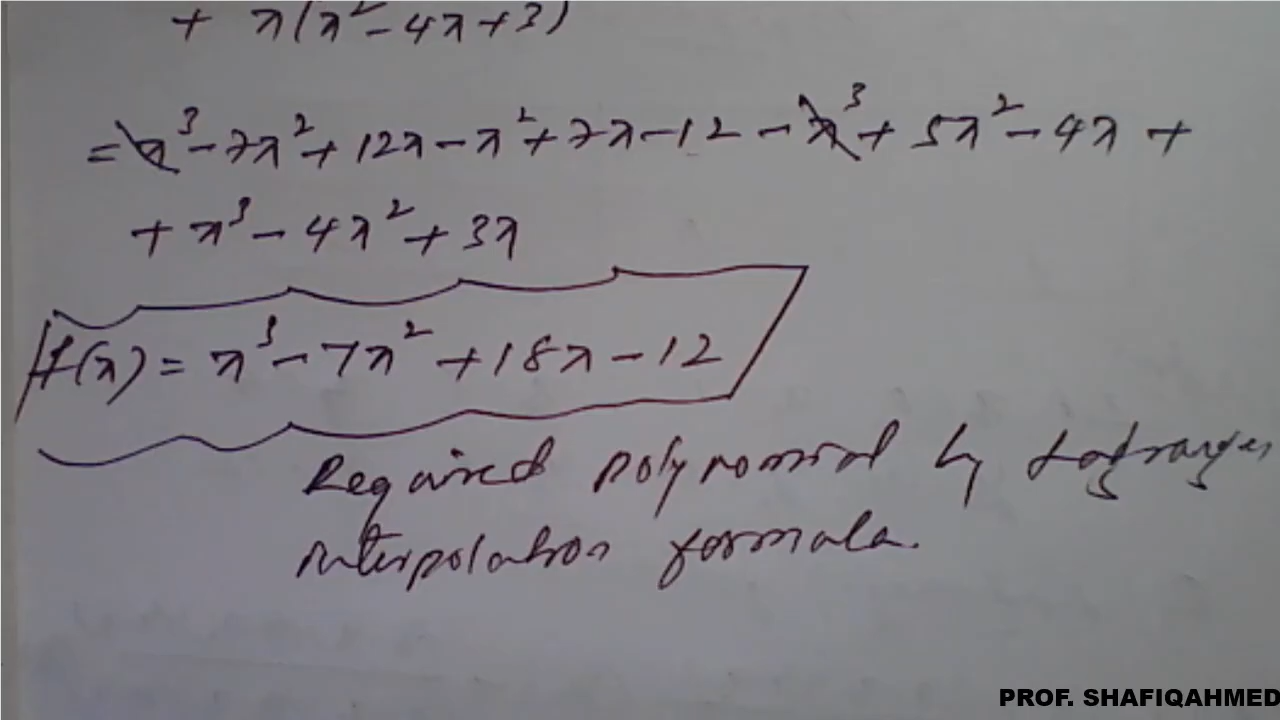 + x(x²-4x+3)
= x³-7x²+12x-x²+7x-12-x³+5x²-4x +
+ x³-4x²+3x
f(x) = x³-7x²+18x-12
Required polynomial by Lagranges
interpolation formula.
PROF. SHAFIQAHMED